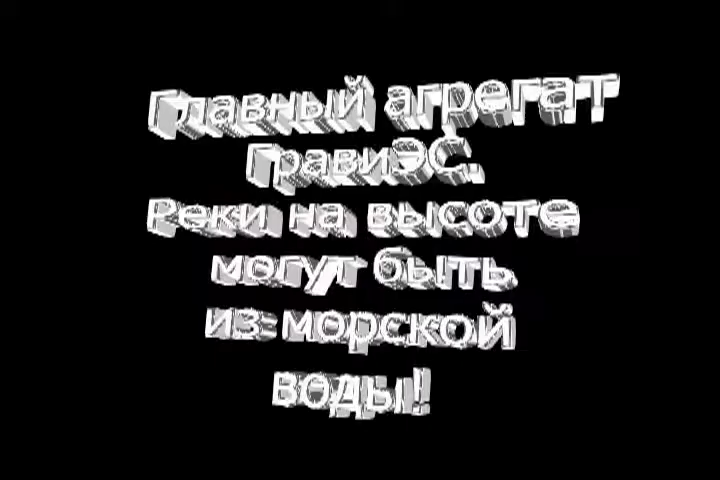 Главный агрегат
ГравиЭС.
Реки на высоте
могут быть
из морской
воды!